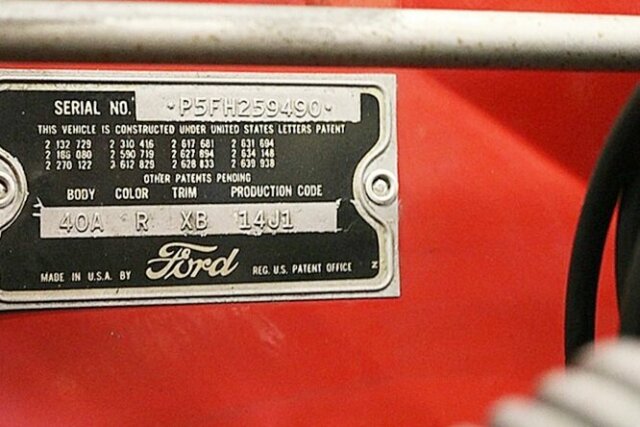 SERIAL NO. ·P5FH259490·
THIS VEHICLE IS CONSTRUCTED UNDER UNITED STATES LETTERS PATENT
2 132 729 2 310 416 2 617 681 2 631 694
2 186 080 2 590 719 2 627 894 2 634 144
2 270 122 3 612 829 2 628 833 2 639 938
OTHER PATENTS PENDING
BODY COLOR TRIM PRODUCTION CODE
40A R XB 14J1
MADE IN U.S.A. BY Ford REG. U.S. PATENT OFFICE N